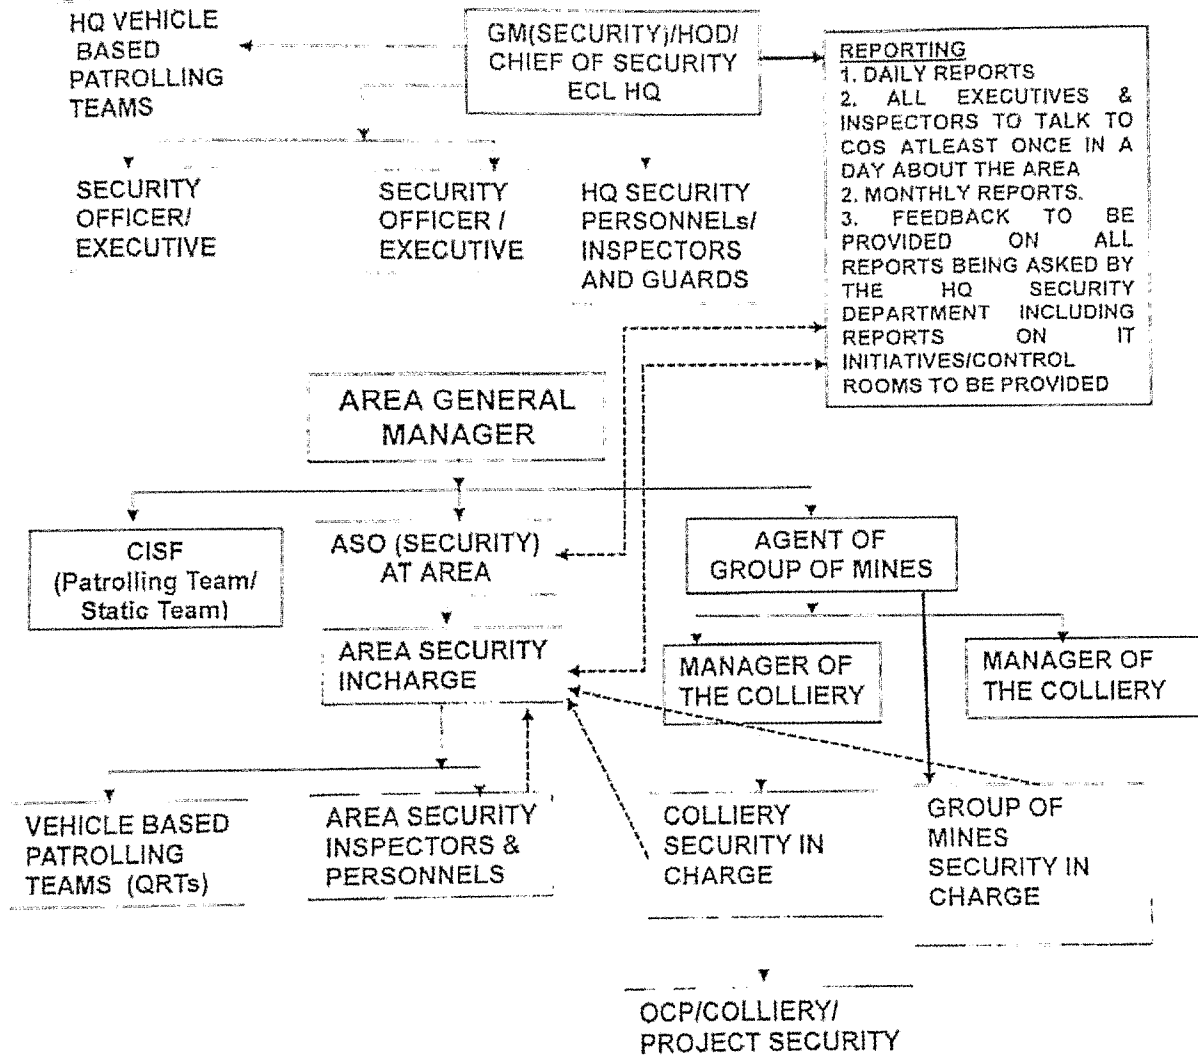 HQ VEHICLE
BASED
PATROLLING
TEAMS
GM(SECURITY)/HOD/
CHIEF OF SECURITY
ECL HQ
REPORTING
1. DAILY REPORTS
2. ALL EXECUTIVES &
INSPECTORS TO TALK TO
COS ATLEAST ONCE IN A
DAY ABOUT THE AREA
2. MONTHLY REPORTS.
3. FEEDBACK TO BE
PROVIDED ON ALL
REPORTS BEING ASKED BY
THE HQ SECURITY
DEPARTMENT INCLUDING
REPORTS ON IT
INITIATIVES/CONTROL
ROOMS TO BE PROVIDED
SECURITY
OFFICER/
EXECUTIVE
SECURITY
OFFICER /
EXECUTIVE
HQ SECURITY
PERSONNELs/
INSPECTORS
AND GUARDS
AREA GENERAL
MANAGER
CISF
(Patrolling Team/
Static Team)
ASO (SECURITY)
AT AREA
AGENT OF
GROUP OF MINES
AREA SECURITY
INCHARGE
MANAGER OF
THE COLLIERY
MANAGER OF
THE COLLIERY
VEHICLE BASED
PATROLLING
TEAMS (QRTs)
AREA SECURITY
INSPECTORS &
PERSONNELS
COLLIERY
SECURITY IN
CHARGE
GROUP OF
MINES
SECURITY IN
CHARGE
OCP/COLLIERY/
PROJECT SECURITY